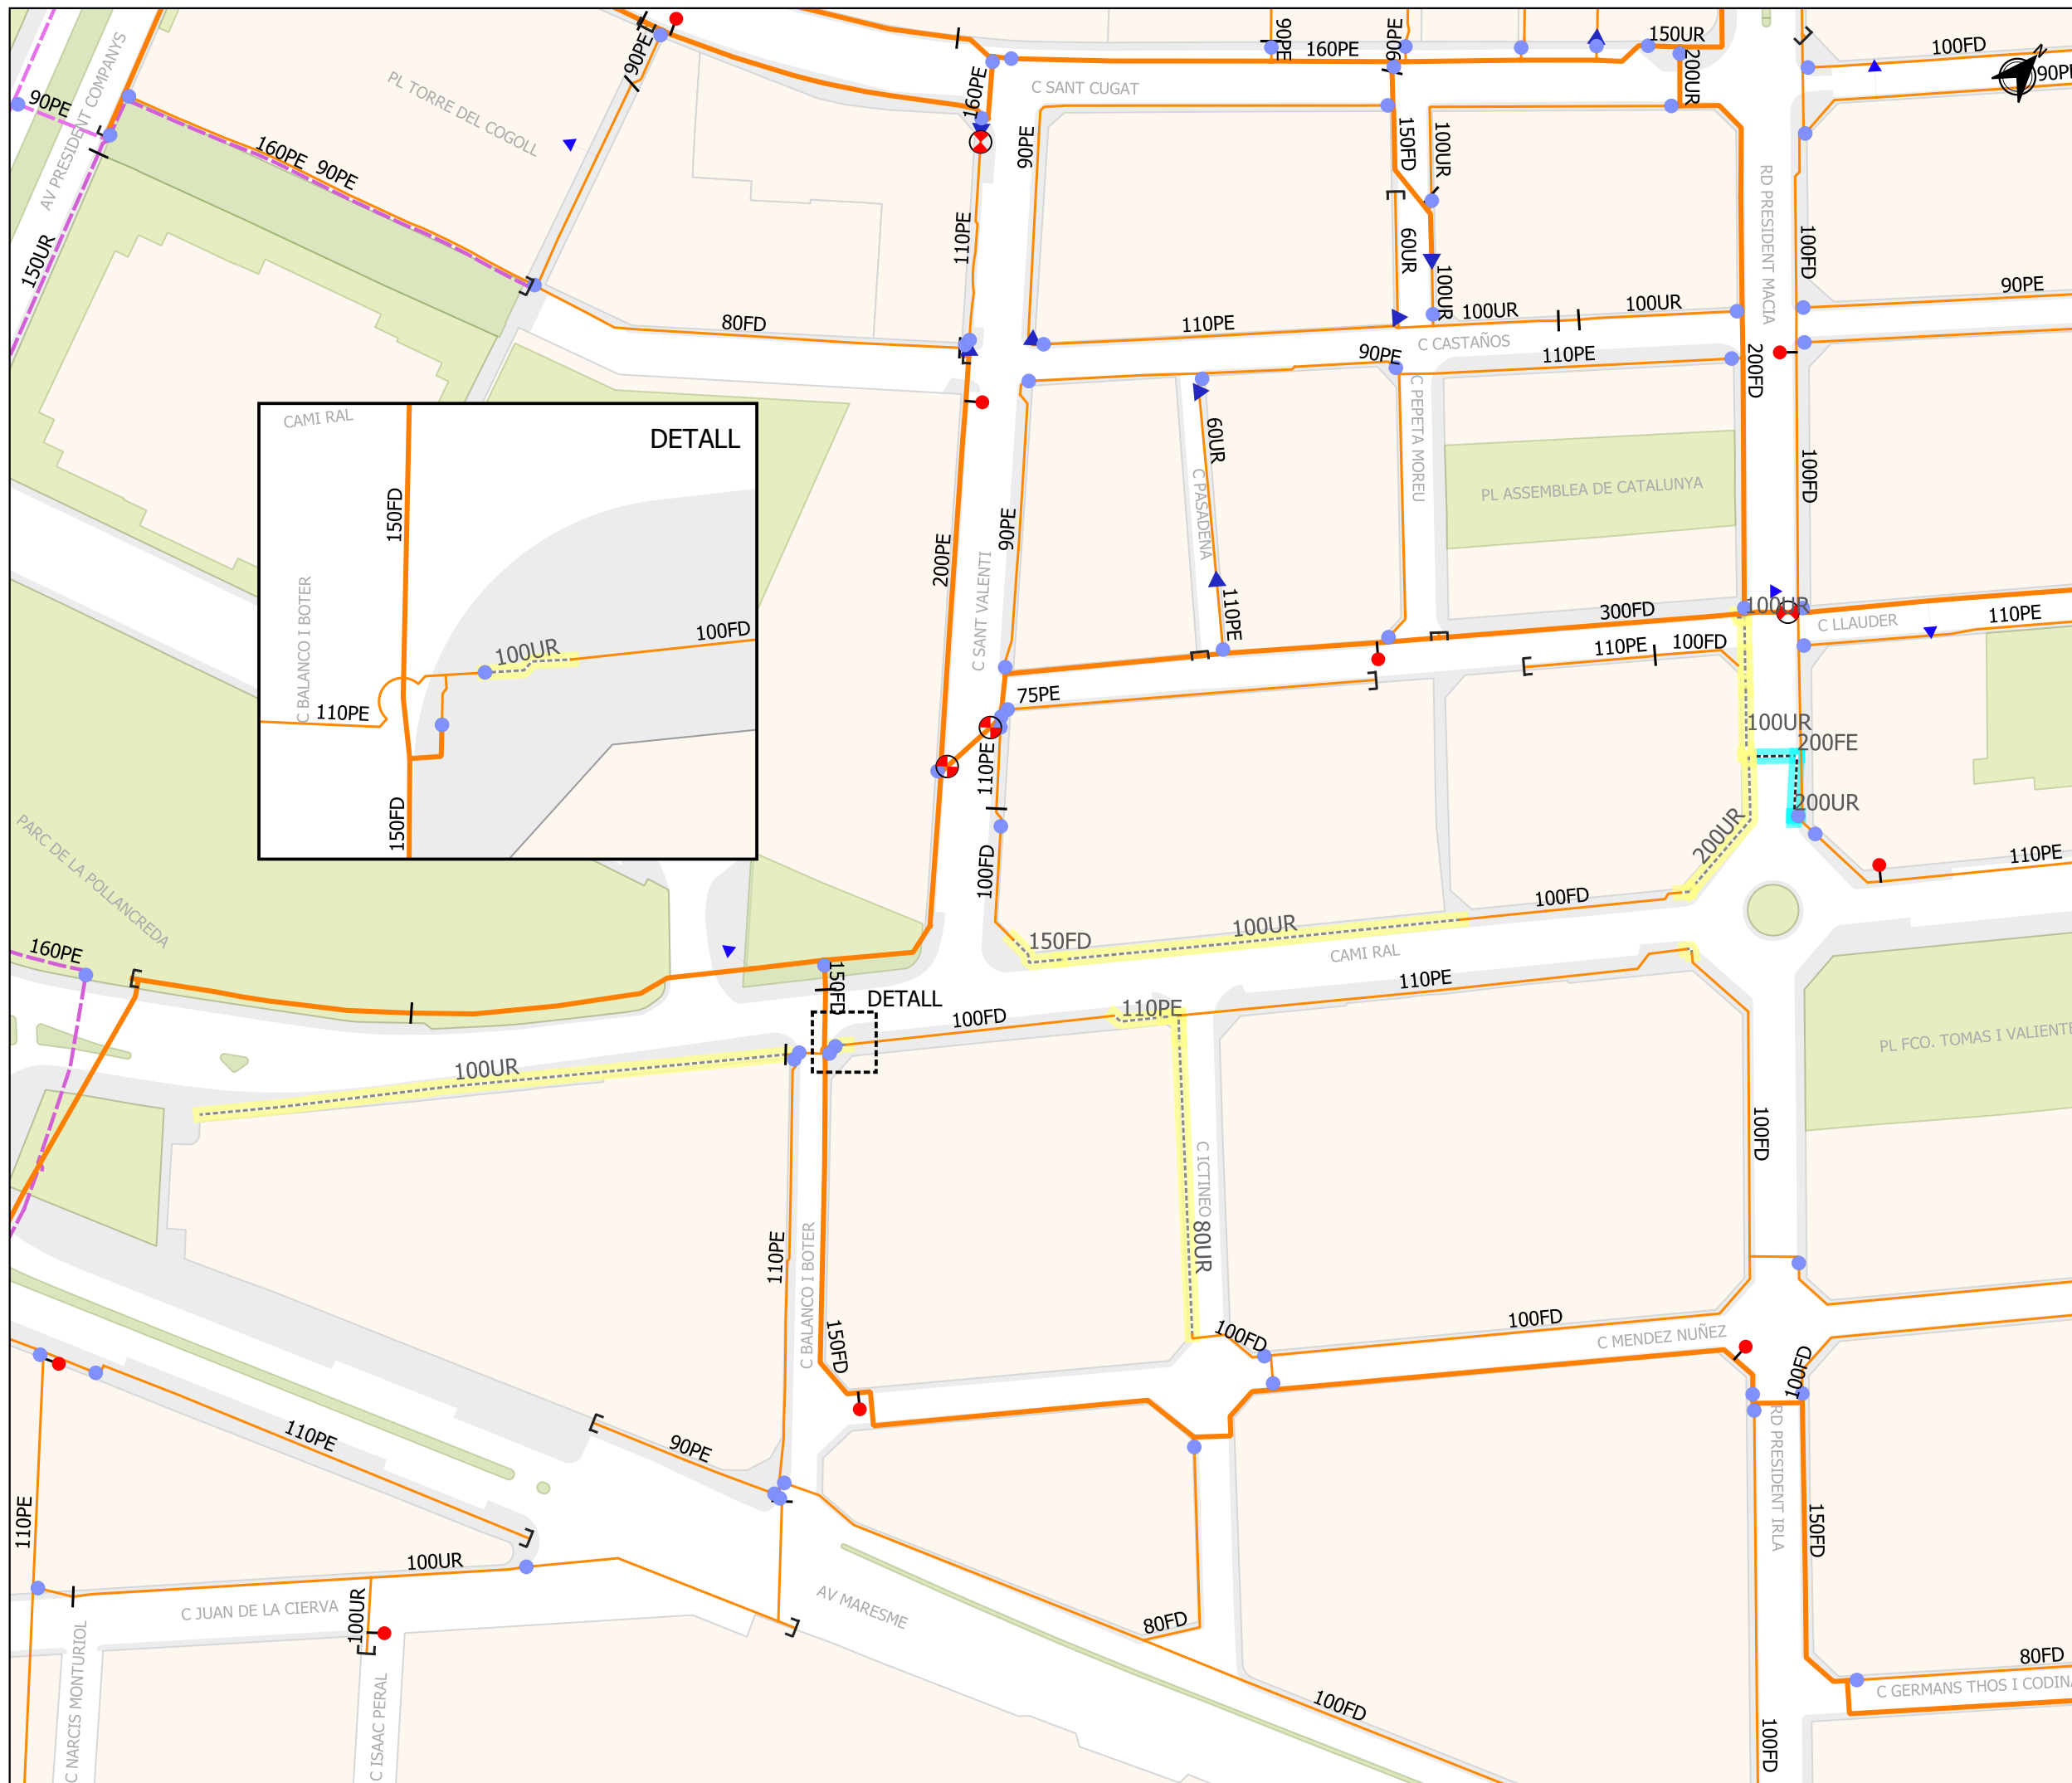 90PE
160PE
90PE
160PE
90PE
150UR
200UR
100FD
90PE
N
AV PRESIDENT COMPANYS
90PE
PL TORRE DEL COGOLL
160PE
90PE
C SANT CUGAT
90PE
150FD
100UR
RD PRESIDENT MACIA
150UR
110PE
60UR
100UR
100FD
90PE
80FD
110PE
100UR
100UR
C CASTAÑOS
90PE
110PE
200FD
C PEPETA MOREU
CAMI RAL
DETALL
150FD
C BALANCO I BOTER
100UR
100FD
110PE
150FD
60UR
C PASADENA
PL ASSEMBLEA DE CATALUNYA
100FD
200PE
90PE
C SANT VALENTI
110PE
300FD
100UR
C LLAUDER
110PE
110PE
100FD
75PE
100UR
200FE
110PE
200UR
200UR
110PE
100FD
100FD
PARC DE LA POLLANCREDA
150FD
100UR
CAMI RAL
160PE
150FD
DETALL
110PE
110PE
100FD
PL FCO. TOMAS I VALIENTE
100UR
100FD
C ICTINEO
80UR
110PE
C BALANCO I BOTER
150FD
100FD
100FD
C MENDEZ NUÑEZ
100FD
RD PRESIDENT IRLA
110PE
90PE
110PE
150FD
100UR
C JUAN DE LA CIERVA
100UR
AV MARESME
80FD
C NARCIS MONTURIOL
C ISAAC PERAL
100FD
100FD
80FD
C GERMANS THOS I CODINA